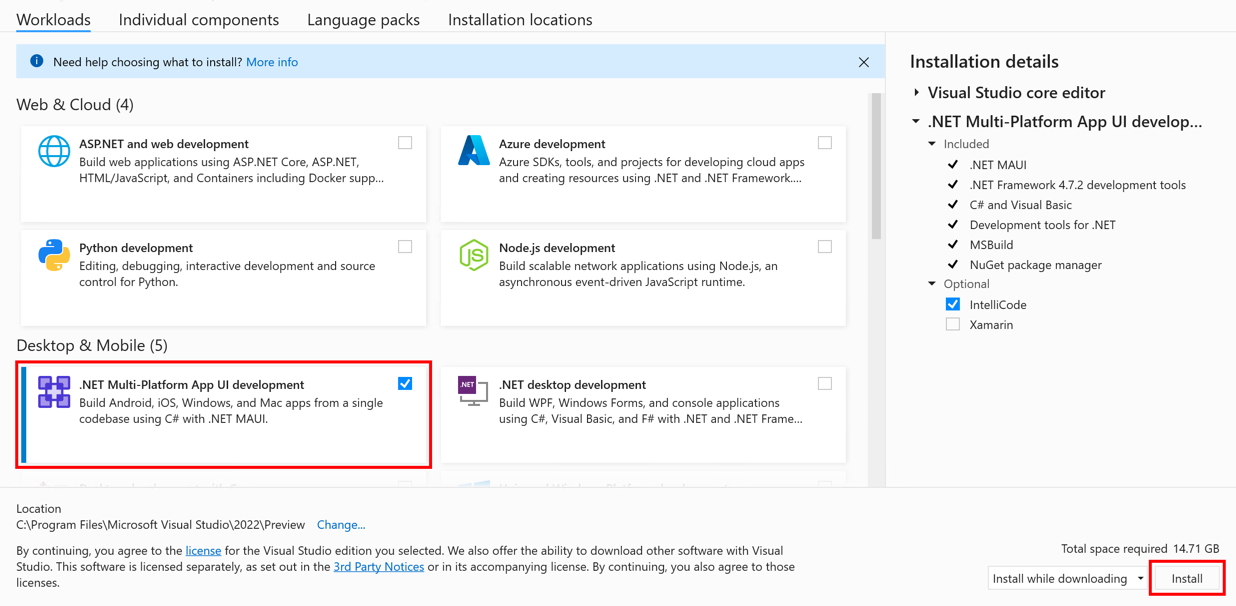 Workloads
Individual components
Language packs
Installation locations
Need help choosing what to install? More info
Web & Cloud (4)
ASP.NET and web development
Build web applications using ASP.NET Core, ASP.NET,
HTML/JavaScript, and Containers including Docker supp...
Azure development
Azure SDKs, tools, and projects for developing cloud apps
and creating resources using .NET and .NET Framework....
Python development
Editing, debugging, interactive development and source
control for Python.
JS
Node.js development
Build scalable network applications using Node.js, an
asynchronous event-driven JavaScript runtime.
Desktop & Mobile (5)
.NET Multi-Platform App UI development
Build Android, iOS, Windows, and Mac apps from a single
codebase using C# with .NET MAUI.
.NET
.NET desktop development
Build WPF, Windows Forms, and console applications
using C#, Visual Basic, and F# with .NET and .NET Frame...
Installation details
Visual Studio core editor
.NET Multi-Platform App UI develop...
Included
.NET MAUI
.NET Framework 4.7.2 development tools
C# and Visual Basic
Development tools for .NET
MSBuild
NuGet package manager
Optional
IntelliCode
Xamarin
Location
C:\Program Files\Microsoft Visual Studio\2022\Preview Change...
By continuing, you agree to the license for the Visual Studio edition you selected. We also offer the ability to download other software with Visual
Studio. This software is licensed separately, as set out in the 3rd Party Notices or in its accompanying license. By continuing, you also agree to those
licenses.
Total space required 14.71 GB
Install while downloading
Install